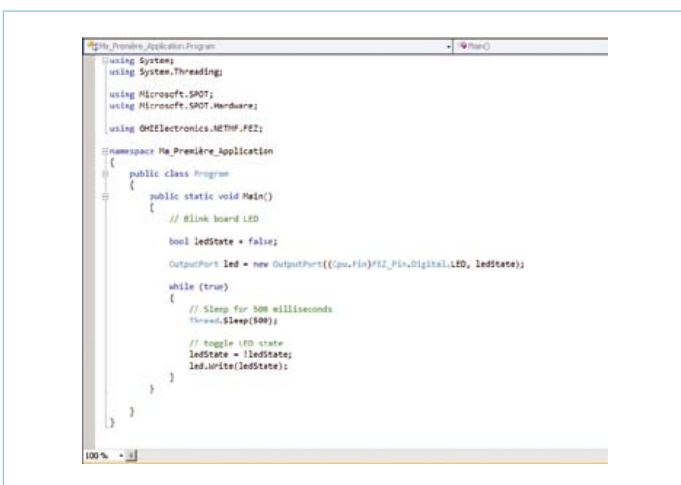 Ma_Première_Application.Program Main()
using System;
using System.Threading;
using Microsoft.SPOT;
using Microsoft.SPOT.Hardware;
using GHIElectronics.NETMF.FEZ;
namespace Ma_Première_Application
{
public class Program
{
public static void Main()
{
// Blink board LED
bool ledState = false;
OutputPort led = new OutputPort((Cpu.Pin)FEZ_Pin.Digital.LED, ledState);
while (true)
{
// Sleep for 500 milliseconds
Thread.Sleep(500);
// toggle LED state
ledState = !ledState;
led.Write(ledState);
}
}
}
}
100 %